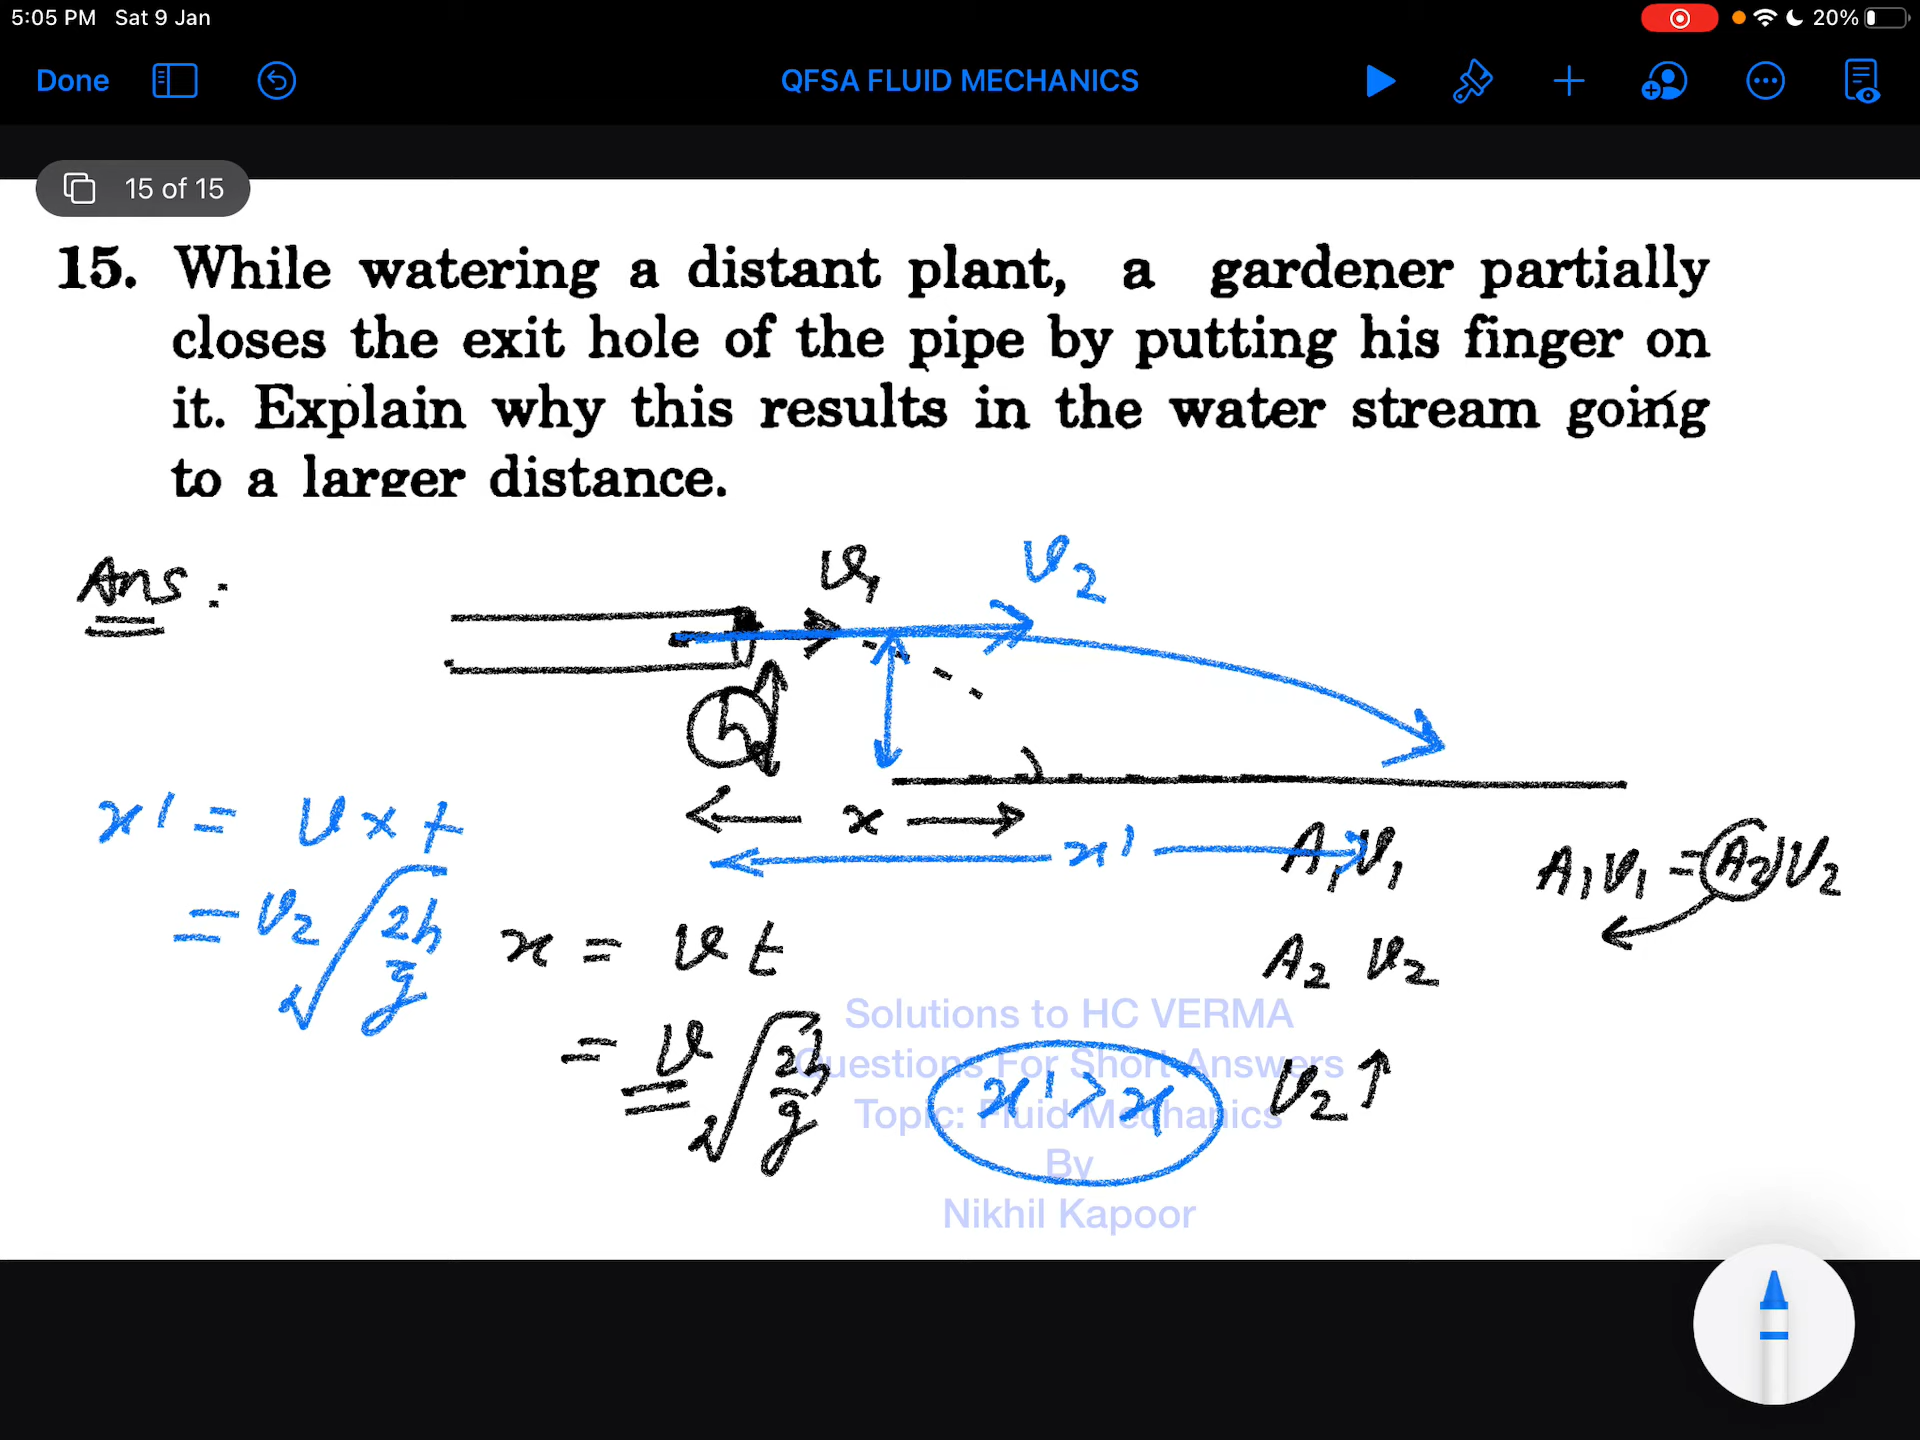 5:05 PM Sat 9 Jan
20%
Done
QFSA FLUID MECHANICS
15 of 15
15. While watering a distant plant, a gardener partially
closes the exit hole of the pipe by putting his finger on
it. Explain why this results in the water stream going
to a larger distance.
Ans :
v₁
v₂
h
x
x'
x' = v × t
= v₂ √(2h/g)
x = v t
= v √(2h/g)
A₁v₁
A₁v₁ = A₂v₂
A₂ v₂
v₂ ↑
x' > x
Solutions to HC VERMA
Questions For Short Answers
Topic: Fluid Mechanics
By
Nikhil Kapoor